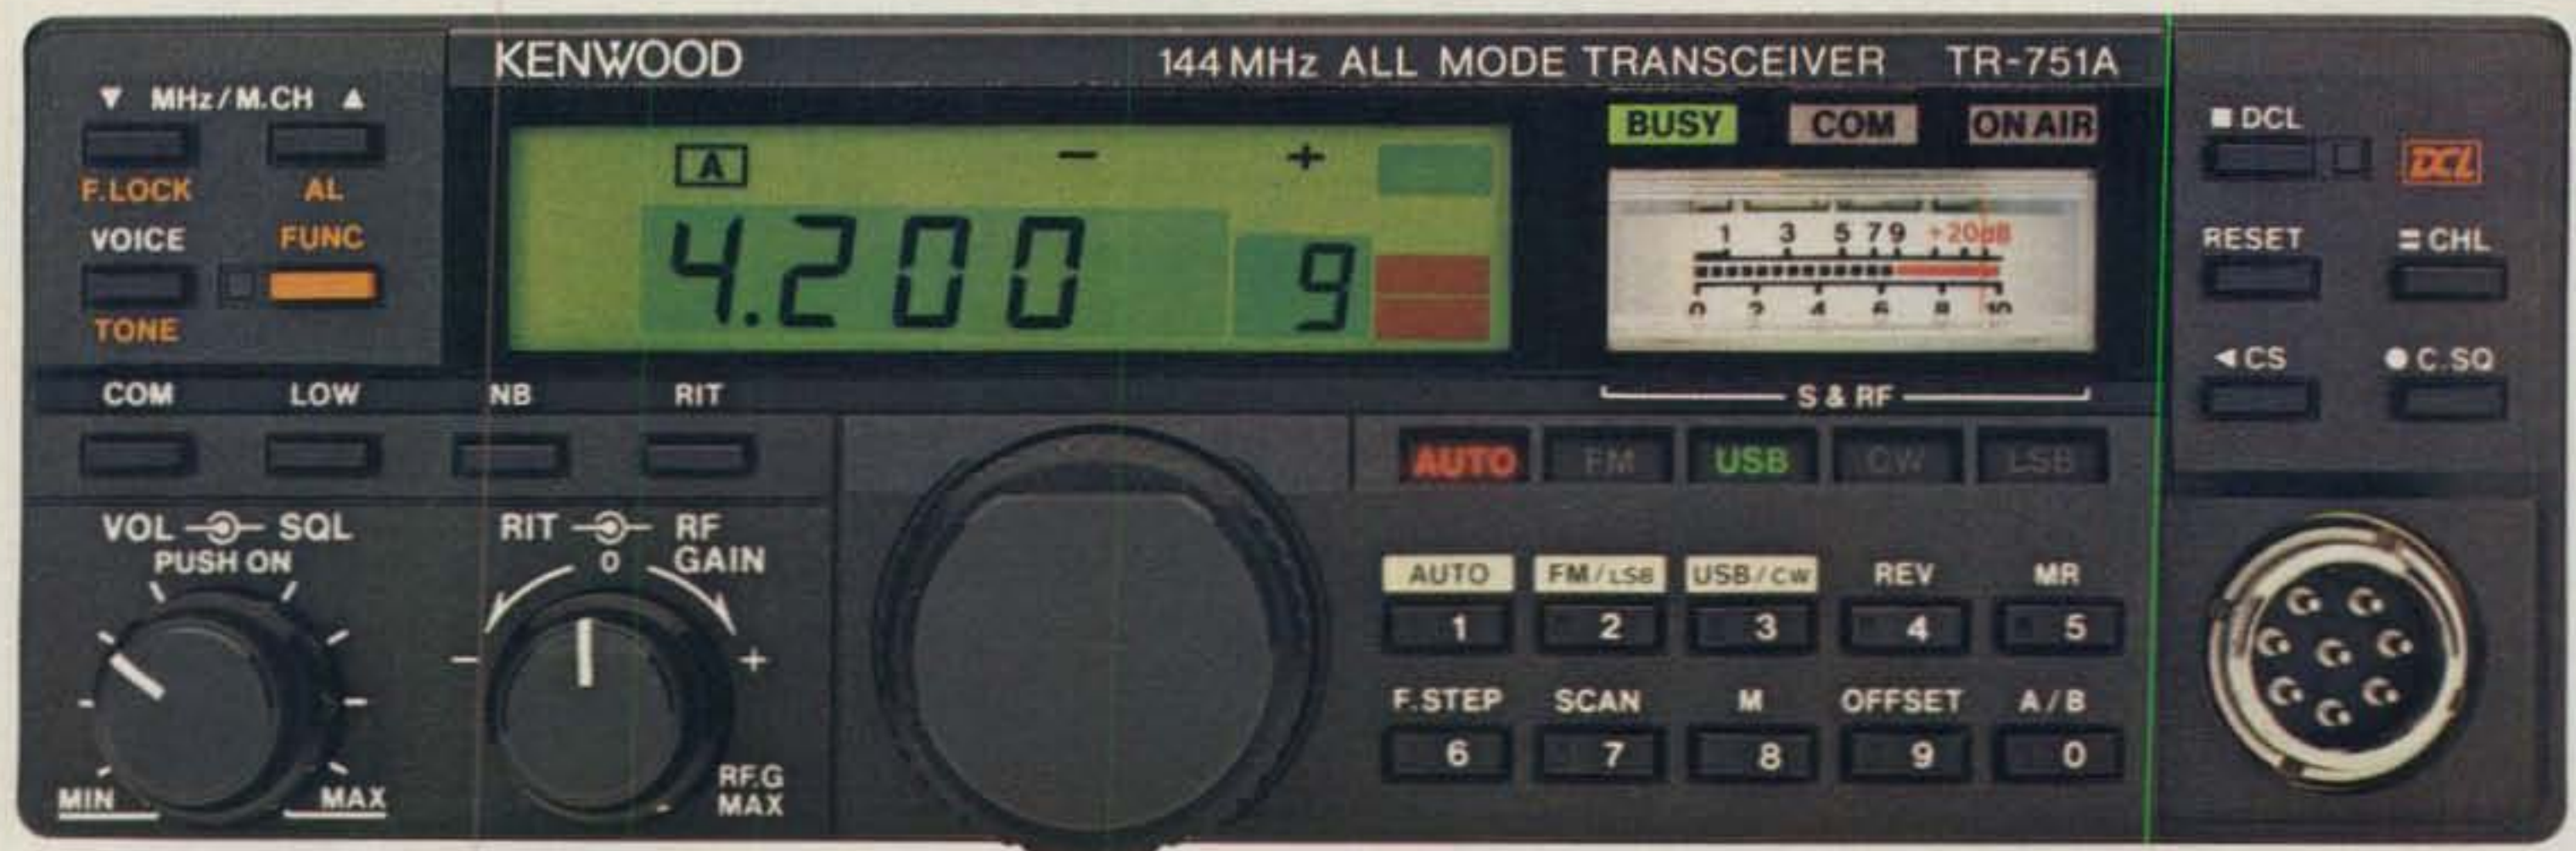 KENWOOD 144 MHz ALL MODE TRANSCEIVER TR-751A
▼ MHz/M.CH ▲
F.LOCK AL
VOICE FUNC
TONE
A − +
4.200 9
BUSY COM ON AIR
1 3 5 7 9 +20dB
0 2 4 6 8 10
S & RF
■ DCL DCL
RESET = CHL
◄ CS ● C.SQ
COM LOW NB RIT
AUTO FM USB CW LSB
VOL SQL
PUSH ON
MIN MAX
RIT RF
0 GAIN
− +
RF.G
MAX
AUTO FM/LSB USB/CW REV MR
1 2 3 4 5
F.STEP SCAN M OFFSET A/B
6 7 8 9 0